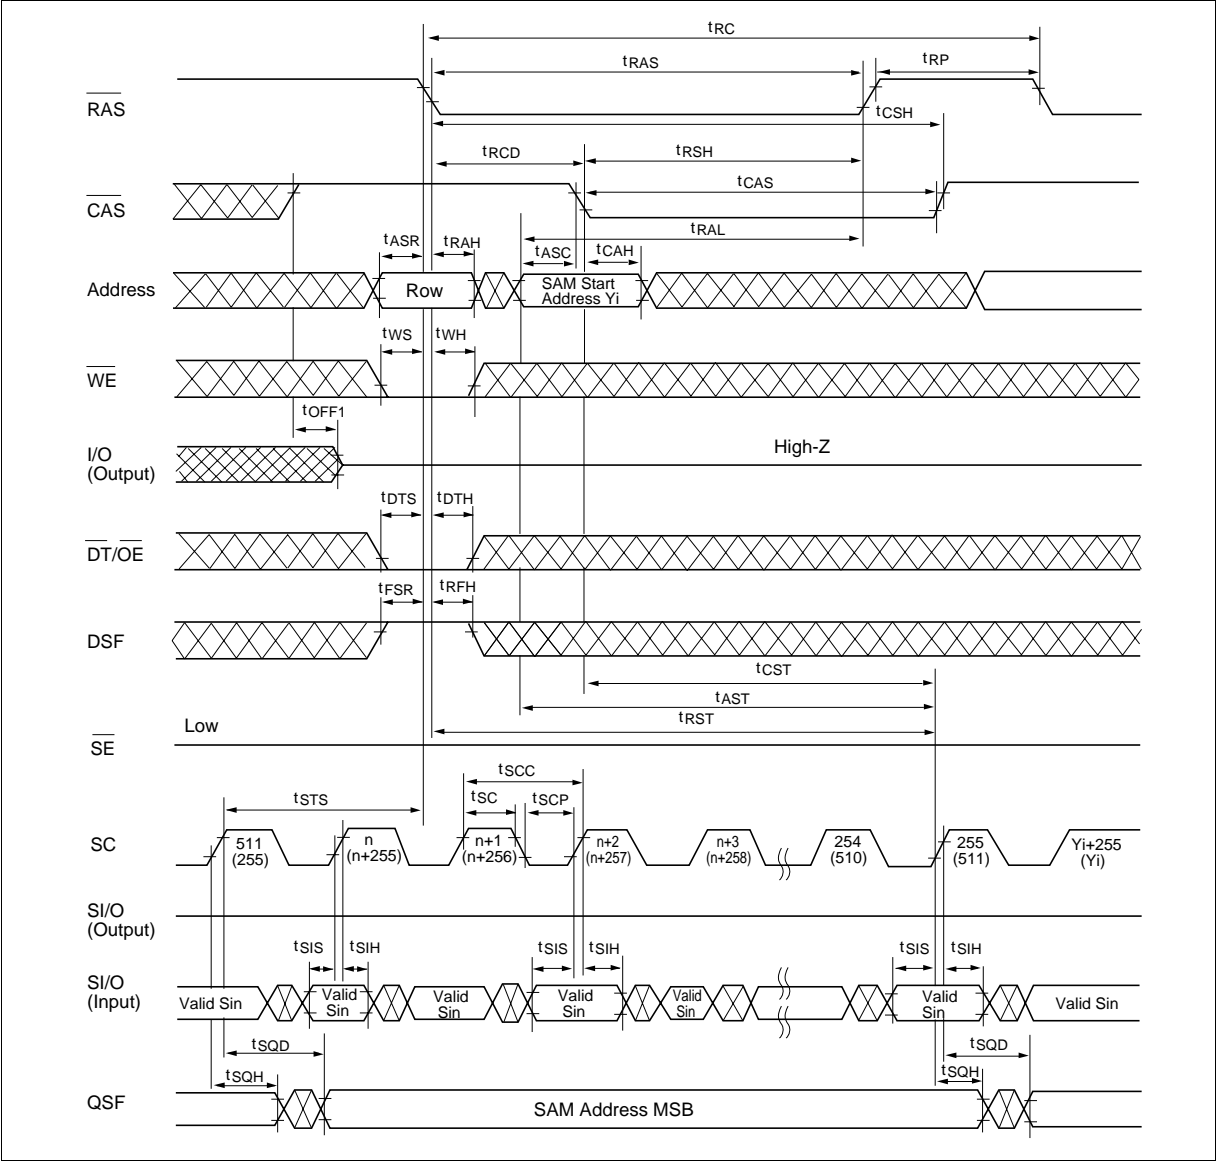 tRC
tRAS
tRP
RAS
tCSH
tRCD
tRSH
tCAS
CAS
tRAL
tASR
tRAH
tASC
tCAH
Address
Row
SAM Start
Address Yi
tWS
tWH
WE
tOFF1
I/O
(Output)
High-Z
tDTS
tDTH
DT/OE
tFSR
tRFH
DSF
tCST
tAST
tRST
Low
SE
tSCC
tSTS
tSC
tSCP
SC
511
(255)
n
(n+255)
n+1
(n+256)
n+2
(n+257)
n+3
(n+258)
254
(510)
255
(511)
Yi+255
(Yi)
SI/O
(Output)
tSIS
tSIH
tSIS
tSIH
tSIS
tSIH
SI/O
(Input)
Valid Sin
Valid
Sin
Valid
Sin
Valid
Sin
Valid
Sin
Valid
Sin
Valid Sin
tSQD
tSQD
tSQH
tSQH
QSF
SAM Address MSB